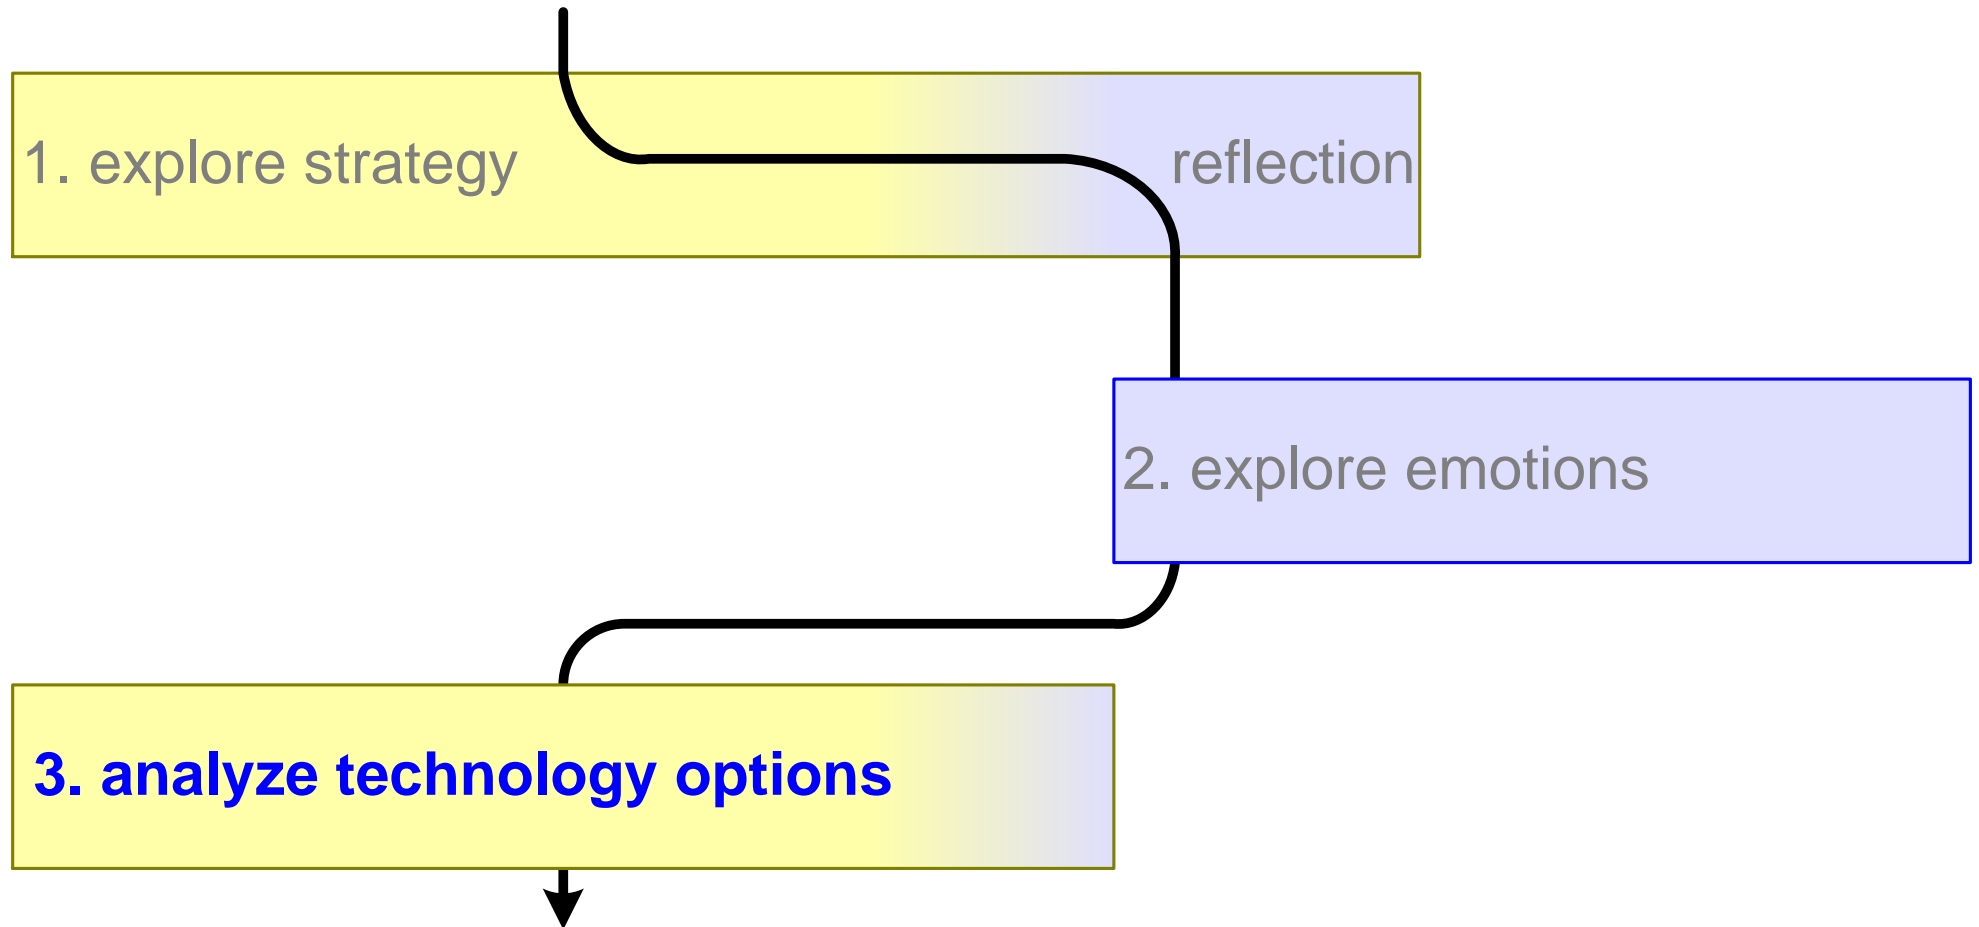 1. explore strategy
reflection
2. explore emotions
3. analyze technology options